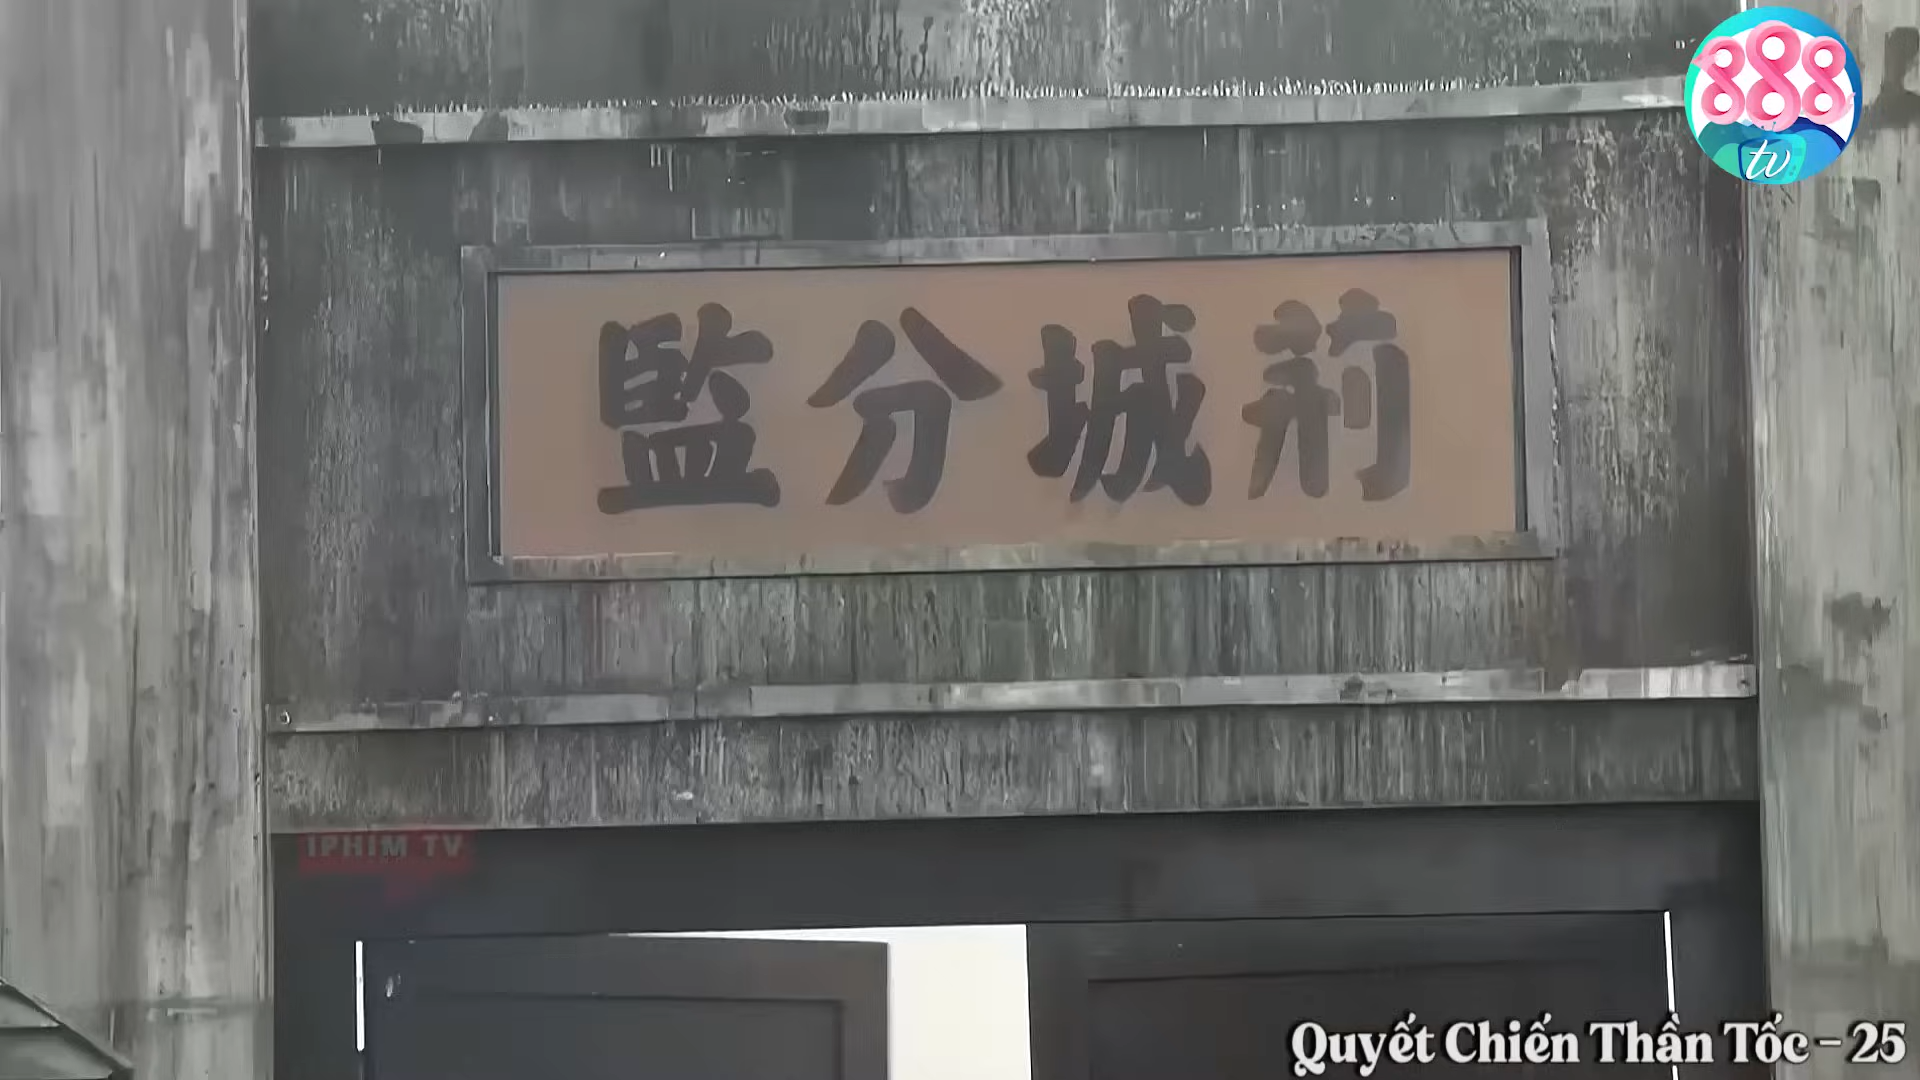 888
tv
監分城荊
IPHIM TV
Quyết Chiến Thần Tốc - 25